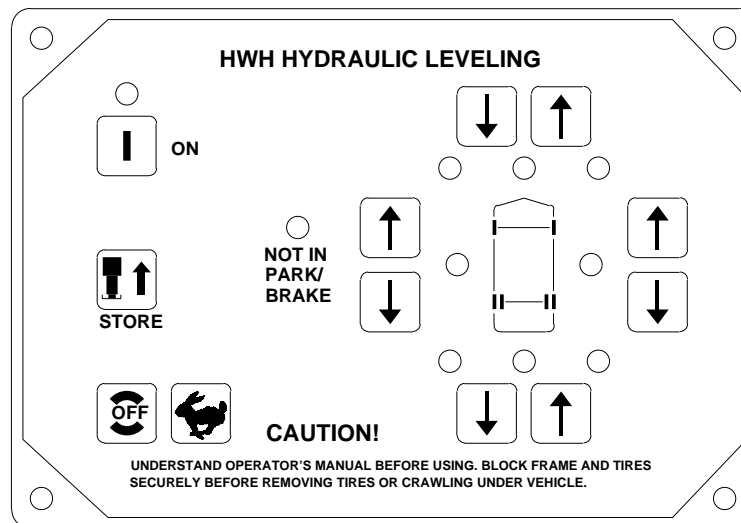 HWH HYDRAULIC LEVELING
ON
NOT IN
PARK/
BRAKE
STORE
OFF
CAUTION!
UNDERSTAND OPERATOR'S MANUAL BEFORE USING. BLOCK FRAME AND TIRES
SECURELY BEFORE REMOVING TIRES OR CRAWLING UNDER VEHICLE.